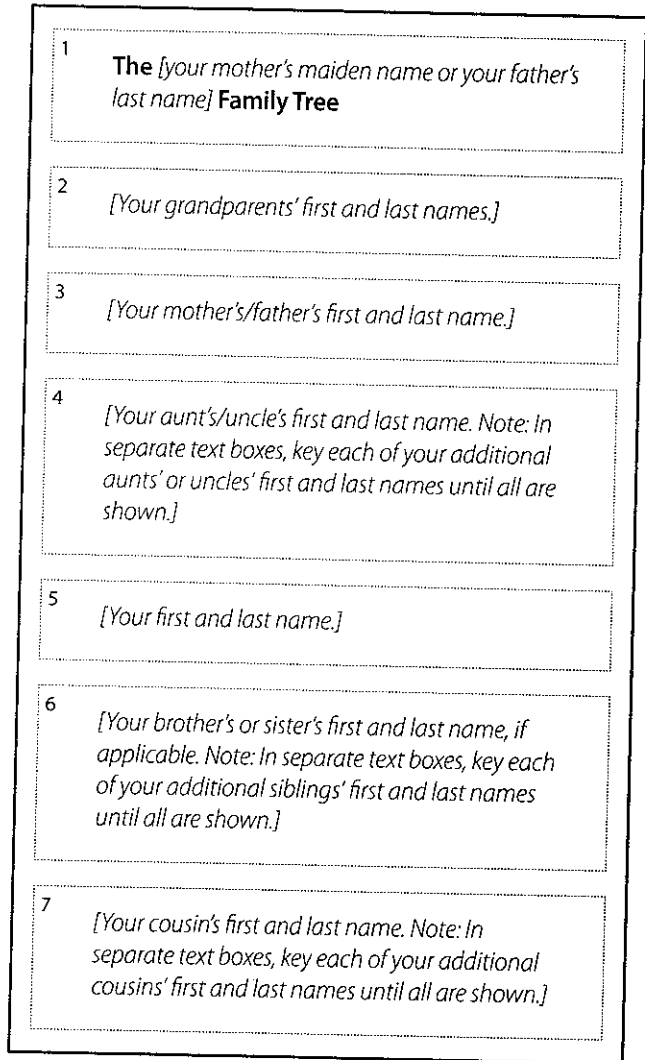 1
The [your mother's maiden name or your father's
last name] Family Tree
2
[Your grandparents' first and last names.]
3
[Your mother's/father's first and last name.]
4
[Your aunt's/uncle's first and last name. Note: In
separate text boxes, key each of your additional
aunts' or uncles' first and last names until all are
shown.]
5
[Your first and last name.]
6
[Your brother's or sister's first and last name, if
applicable. Note: In separate text boxes, key each
of your additional siblings' first and last names
until all are shown.]
7
[Your cousin's first and last name. Note: In
separate text boxes, key each of your additional
cousins' first and last names until all are shown.]